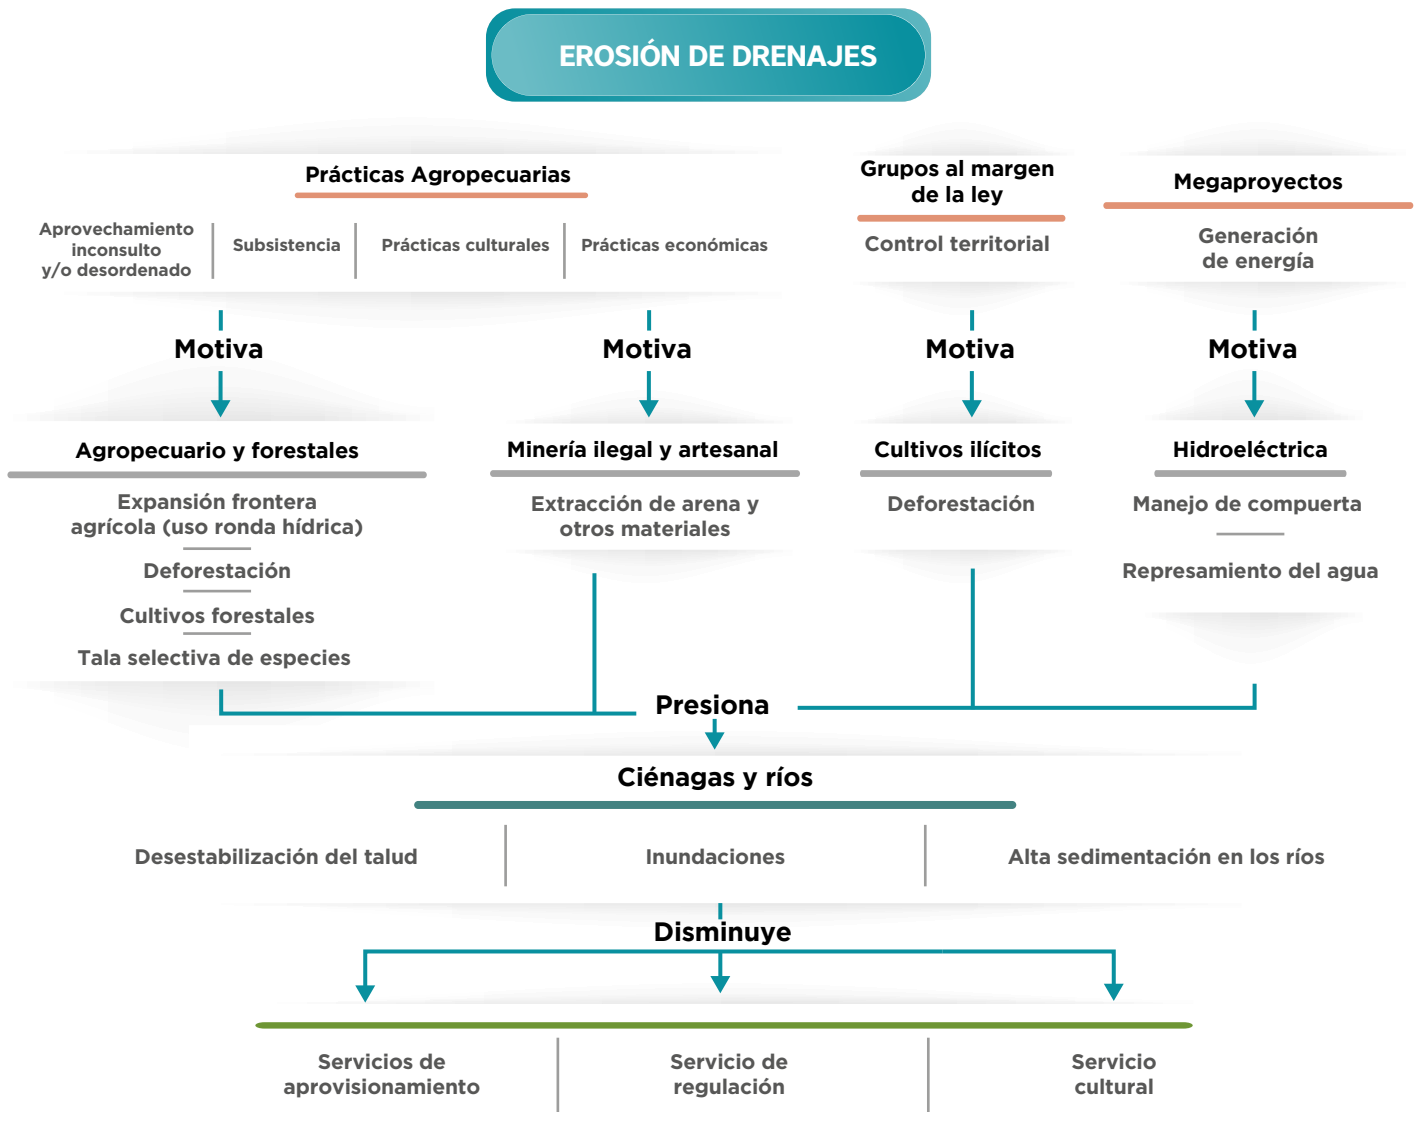 EROSIÓN DE DRENAJES
Prácticas Agropecuarias
Aprovechamiento
inconsulto
y/o desordenado
Subsistencia
Prácticas culturales
Prácticas económicas
Grupos al margen
de la ley
Control territorial
Megaproyectos
Generación
de energía
Motiva
Motiva
Motiva
Motiva
Agropecuario y forestales
Expansión frontera
agrícola (uso ronda hídrica)
Deforestación
Cultivos forestales
Tala selectiva de especies
Minería ilegal y artesanal
Extracción de arena y
otros materiales
Cultivos ilícitos
Deforestación
Hidroeléctrica
Manejo de compuerta
Represamiento del agua
Presiona
Ciénagas y ríos
Desestabilización del talud
Inundaciones
Alta sedimentación en los ríos
Disminuye
Servicios de
aprovisionamiento
Servicio de
regulación
Servicio
cultural